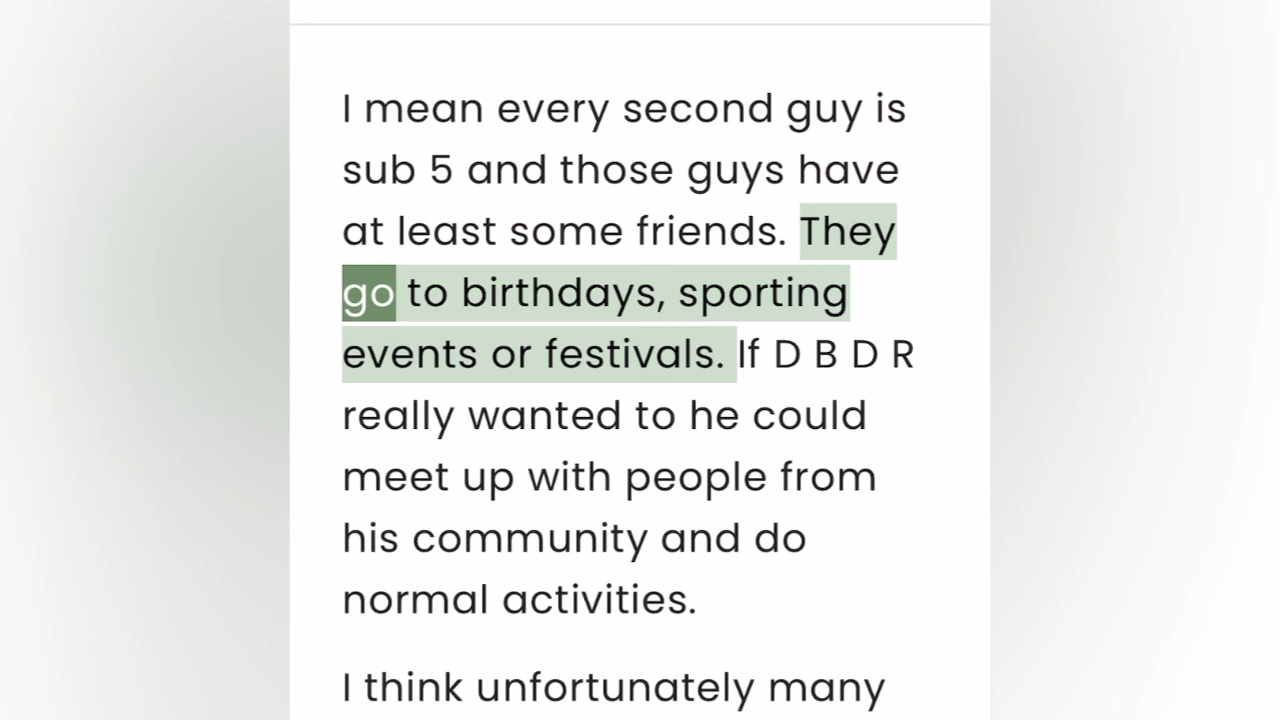 I mean every second guy is
sub 5 and those guys have
at least some friends. They
go to birthdays, sporting
events or festivals. If D B D R
really wanted to he could
meet up with people from
his community and do
normal activities.
I think unfortunately many